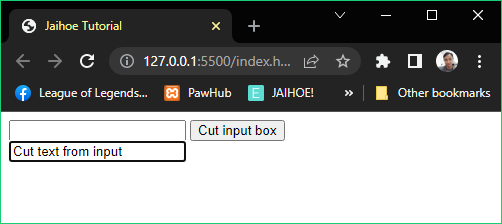 Jaihoe Tutorial
127.0.0.1:5500/index.h...
League of Legends...
PawHub
E JAIHOE!
Other bookmarks
Cut input box
Cut text from input